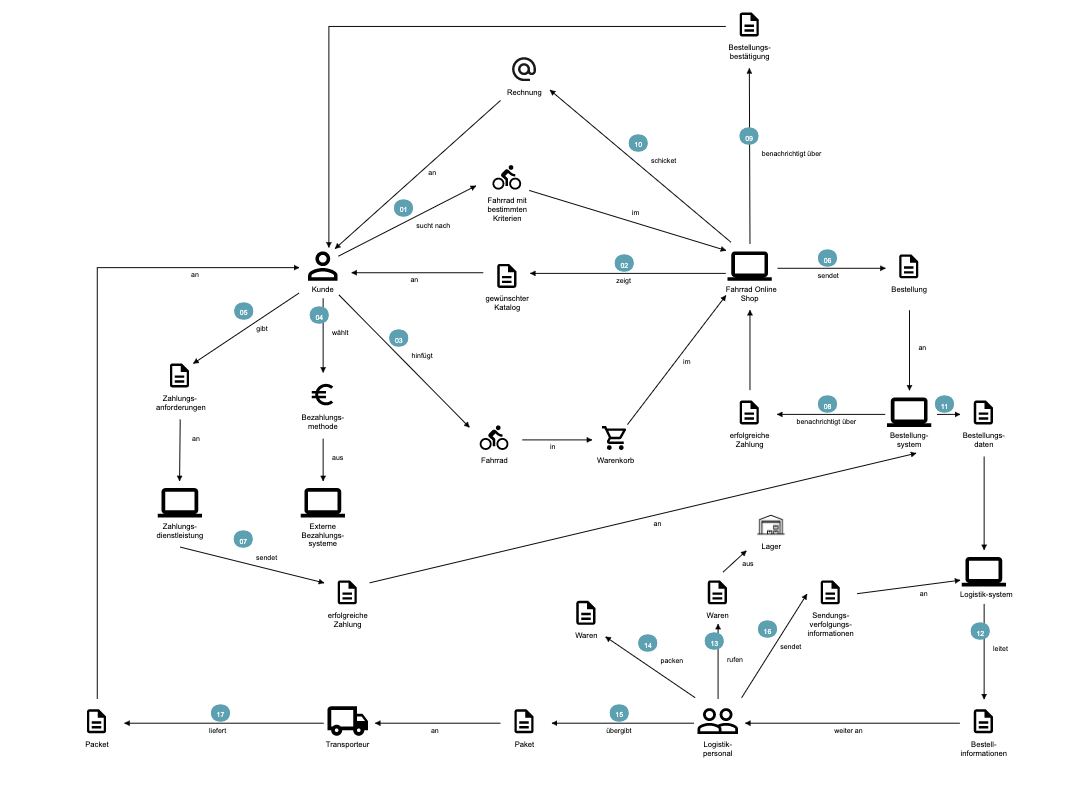 Bestellungs-
bestätigung
Rechnung
10
schicket
09
benachrichtigt über
an
Fahrrad mit
bestimmten
Kriterien
01
sucht nach
im
Kunde
an
an
gewünschter
Katalog
02
zeigt
Fahrrad Online
Shop
06
sendet
Bestellung
05
gibt
04
wählt
03
hinfügt
im
an
Zahlungs-
anforderungen
Bezahlungs-
methode
an
aus
Fahrrad
in
Warenkorb
erfolgreiche
Zahlung
08
benachrichtigt über
Bestellung-
system
11
Bestellungs-
daten
Zahlungs-
dienstleistung
Externe
Bezahlungs-
systeme
07
sendet
an
Lager
aus
erfolgreiche
Zahlung
Waren
Waren
Sendungs-
verfolgungs-
informationen
an
Logistik-system
14
packen
13
rufen
16
sendet
12
leitet
Packet
17
liefert
Transporteur
an
Paket
15
übergibt
Logistik-
personal
weiter an
Bestell-
informationen